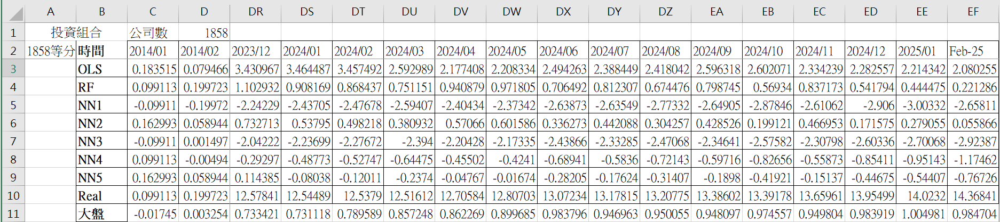 A B C D DR DS DT DU DV DW DX DY DZ EA EB EC ED EE EF
1 投資組合 公司數 1858
2 1858等分 時間 2014/01 2014/02 2023/12 2024/01 2024/02 2024/03 2024/04 2024/05 2024/06 2024/07 2024/08 2024/09 2024/10 2024/11 2024/12 2025/01 Feb-25
3 OLS 0.183515 0.079466 3.430967 3.464487 3.457492 2.592989 2.177408 2.208334 2.494263 2.388449 2.418042 2.596318 2.602071 2.334239 2.282557 2.214342 2.080255
4 RF 0.099113 0.199723 1.102932 0.908169 0.868437 0.751151 0.940879 0.971805 0.706492 0.812307 0.674476 0.798745 0.56934 0.837173 0.541794 0.444475 0.221286
5 NN1 -0.09911 -0.19972 -2.24229 -2.43705 -2.47678 -2.59407 -2.40434 -2.37342 -2.63873 -2.63549 -2.77332 -2.64905 -2.87846 -2.61062 -2.906 -3.00332 -2.65811
6 NN2 0.162993 0.058944 0.732713 0.53795 0.498218 0.380932 0.57066 0.601586 0.336273 0.442088 0.304257 0.428526 0.199121 0.466953 0.171575 0.279055 0.055866
7 NN3 -0.09911 0.001497 -2.04222 -2.23699 -2.27672 -2.394 -2.20428 -2.17335 -2.43866 -2.33285 -2.47068 -2.34641 -2.57582 -2.30798 -2.60336 -2.70068 -2.92387
8 NN4 0.099113 -0.00494 -0.29297 -0.48773 -0.52747 -0.64475 -0.45502 -0.4241 -0.68941 -0.5836 -0.72143 -0.59716 -0.82656 -0.55873 -0.85411 -0.95143 -1.17462
9 NN5 0.162993 0.058944 0.114385 -0.08038 -0.12011 -0.2374 -0.04767 -0.01674 -0.28205 -0.17624 -0.31407 -0.1898 -0.41921 -0.15137 -0.44675 -0.54407 -0.76726
10 Real 0.099113 0.199723 12.57841 12.54489 12.5379 12.51612 12.70584 12.80703 13.07234 13.17815 13.20775 13.38602 13.39178 13.65961 13.95499 14.0232 14.36841
11 大盤 -0.01745 0.003254 0.733421 0.731118 0.789589 0.857248 0.862269 0.899685 0.983796 0.946963 0.950055 0.948097 0.974557 0.949804 0.983919 1.004981 0.984704